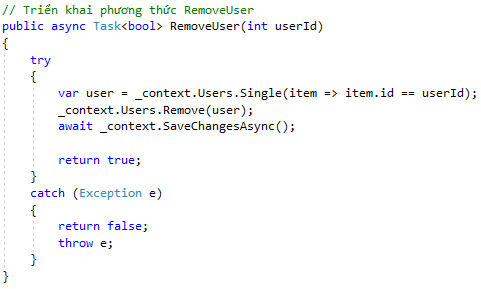 // Triển khai phương thức RemoveUser
public async Task<bool> RemoveUser(int userId)
{
    try
    {
        var user = _context.Users.Single(item => item.id == userId);
        _context.Users.Remove(user);
        await _context.SaveChangesAsync();

        return true;
    }
    catch (Exception e)
    {
        return false;
        throw e;
    }
}